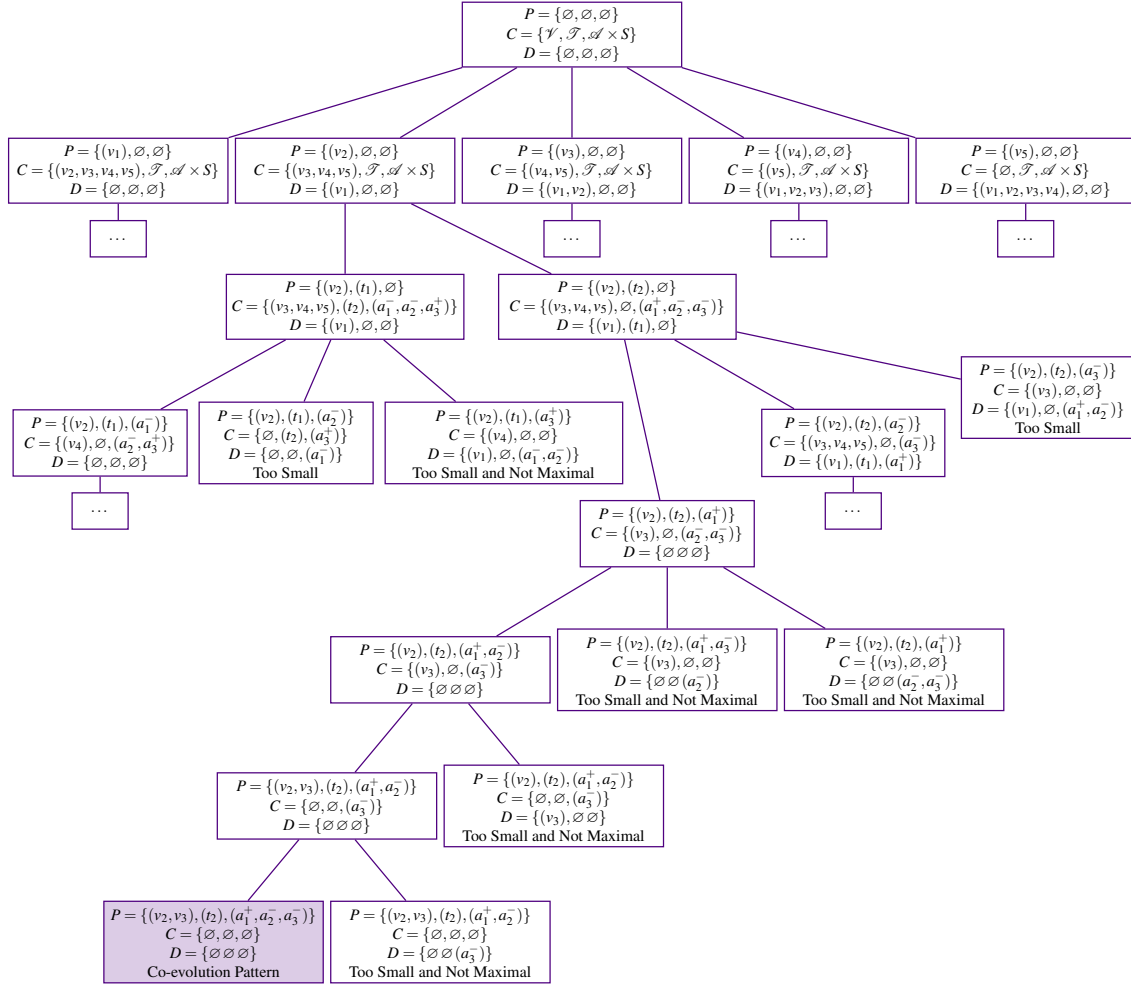 P = {∅, ∅, ∅}
C = {𝒱, 𝒯, 𝒜 × S}
D = {∅, ∅, ∅}
P = {(v₁), ∅, ∅}
C = {(v₂, v₃, v₄, v₅), 𝒯, 𝒜 × S}
D = {∅, ∅, ∅}
P = {(v₂), ∅, ∅}
C = {(v₃, v₄, v₅), 𝒯, 𝒜 × S}
D = {(v₁), ∅, ∅}
P = {(v₃), ∅, ∅}
C = {(v₄, v₅), 𝒯, 𝒜 × S}
D = {(v₁, v₂), ∅, ∅}
P = {(v₄), ∅, ∅}
C = {(v₅), 𝒯, 𝒜 × S}
D = {(v₁, v₂, v₃), ∅, ∅}
P = {(v₅), ∅, ∅}
C = {∅, 𝒯, 𝒜 × S}
D = {(v₁, v₂, v₃, v₄), ∅, ∅}
...
...
...
...
P = {(v₂), (t₁), ∅}
C = {(v₃, v₄, v₅), (t₂), (a₁⁻, a₂⁻, a₃⁺)}
D = {(v₁), ∅, ∅}
P = {(v₂), (t₂), ∅}
C = {(v₃, v₄, v₅), ∅, (a₁⁺, a₂⁻, a₃⁻)}
D = {(v₁), (t₁), ∅}
P = {(v₂), (t₂), (a₃⁻)}
C = {(v₃), ∅, ∅}
D = {(v₁), ∅, (a₁⁺, a₂⁻)}
Too Small
P = {(v₂), (t₁), (a₁⁻)}
C = {(v₄), ∅, (a₂⁻, a₃⁺)}
D = {∅, ∅, ∅}
P = {(v₂), (t₁), (a₂⁻)}
C = {∅, (t₂), (a₃⁺)}
D = {∅, ∅, (a₁⁻)}
Too Small
P = {(v₂), (t₁), (a₃⁺)}
C = {(v₄), ∅, ∅}
D = {(v₁), ∅, (a₁⁻, a₂⁻)}
Too Small and Not Maximal
P = {(v₂), (t₂), (a₂⁻)}
C = {(v₃, v₄, v₅), ∅, (a₃⁻)}
D = {(v₁), (t₁), (a₁⁺)}
...
...
P = {(v₂), (t₂), (a₁⁺)}
C = {(v₃), ∅, (a₂⁻, a₃⁻)}
D = {∅ ∅ ∅}
P = {(v₂), (t₂), (a₁⁺, a₂⁻)}
C = {(v₃), ∅, (a₃⁻)}
D = {∅ ∅ ∅}
P = {(v₂), (t₂), (a₁⁺, a₃⁻)}
C = {(v₃), ∅, ∅}
D = {∅ ∅ (a₂⁻)}
Too Small and Not Maximal
P = {(v₂), (t₂), (a₁⁺)}
C = {(v₃), ∅, ∅}
D = {∅ ∅ (a₂⁻, a₃⁻)}
Too Small and Not Maximal
P = {(v₂, v₃), (t₂), (a₁⁺, a₂⁻)}
C = {∅, ∅, (a₃⁻)}
D = {∅ ∅ ∅}
P = {(v₂), (t₂), (a₁⁺, a₂⁻)}
C = {∅, ∅, (a₃⁻)}
D = {(v₃), ∅ ∅}
Too Small and Not Maximal
P = {(v₂, v₃), (t₂), (a₁⁺, a₂⁻, a₃⁻)}
C = {∅, ∅, ∅}
D = {∅ ∅ ∅}
Co-evolution Pattern
P = {(v₂, v₃), (t₂), (a₁⁺, a₂⁻)}
C = {∅, ∅, ∅}
D = {∅ ∅ (a₃⁻)}
Too Small and Not Maximal